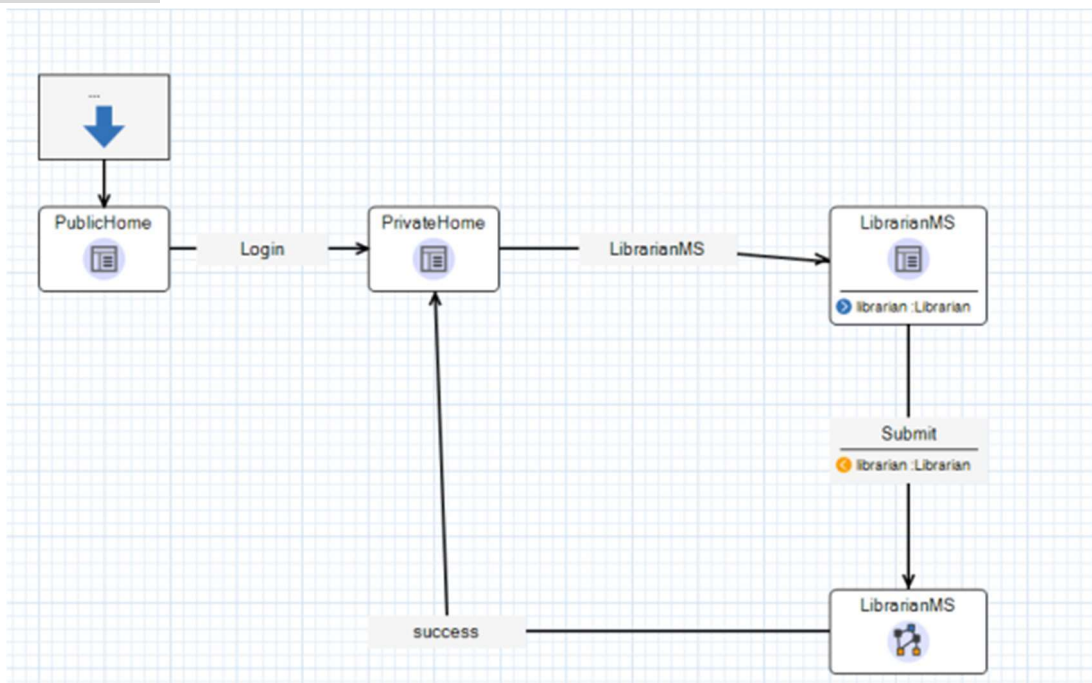 ...
PublicHome
Login
PrivateHome
LibrarianMS
LibrarianMS
librarian :Librarian
Submit
librarian :Librarian
LibrarianMS
success